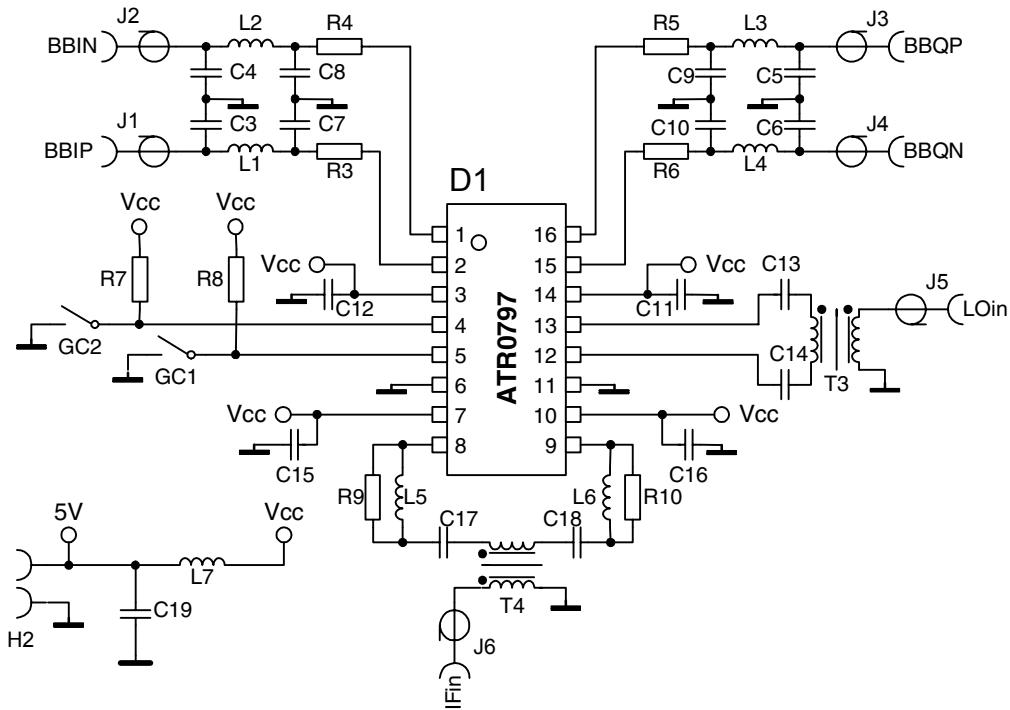 J2 L2 R4 R5 L3 J3
BBIN BBQP
C4 C8 C9 C5
J1 C3 C7 C10 C6 J4
BBIP BBQN
L1 R3 R6 L4
D1
Vcc Vcc
1 16
R7 R8 Vcc 2 15 Vcc C13
C12 3 14 C11 J5
4 13 LOin
GC2 C14
GC1 5 12 T3
ATR0797
6 11
Vcc 7 10 Vcc
C15 8 9 C16
R9 L5 L6 R10
5V Vcc C17 C18
L7
C19 T4
H2 J6
IFin